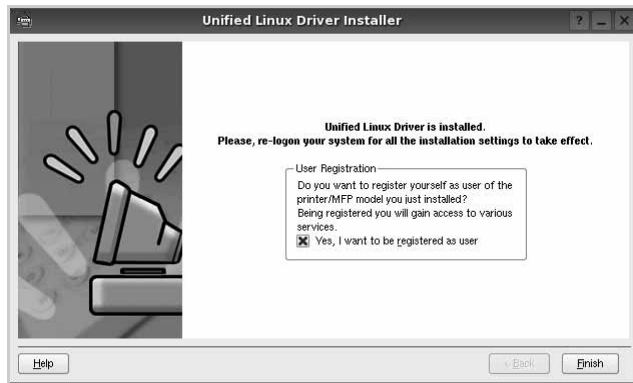 Unified Linux Driver Installer
Unified Linux Driver is installed.
Please, re-logon your system for all the installation settings to take effect.
User Registration
Do you want to register yourself as user of the
printer/MFP model you just installed?
Being registered you will gain access to various
services.
Yes, I want to be registered as user
Help
< Back
Finish